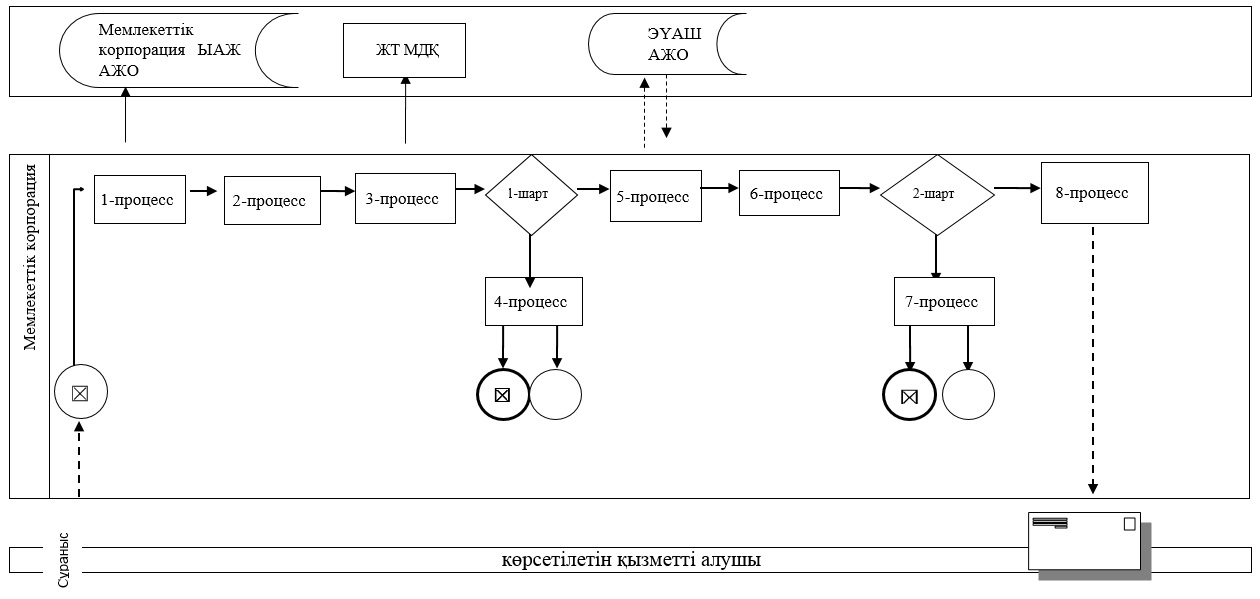 Мемлекеттік
корпорация ЫАЖ
АЖО
ЖТ МДҚ
ЭҮАШ
АЖО
Мемлекеттік корпорация
1-процесс
2-процесс
3-процесс
1-шарт
5-процесс
6-процесс
2-шарт
8-процесс
4-процесс
7-процесс
Сұраныс
көрсетілетін қызметті алушы